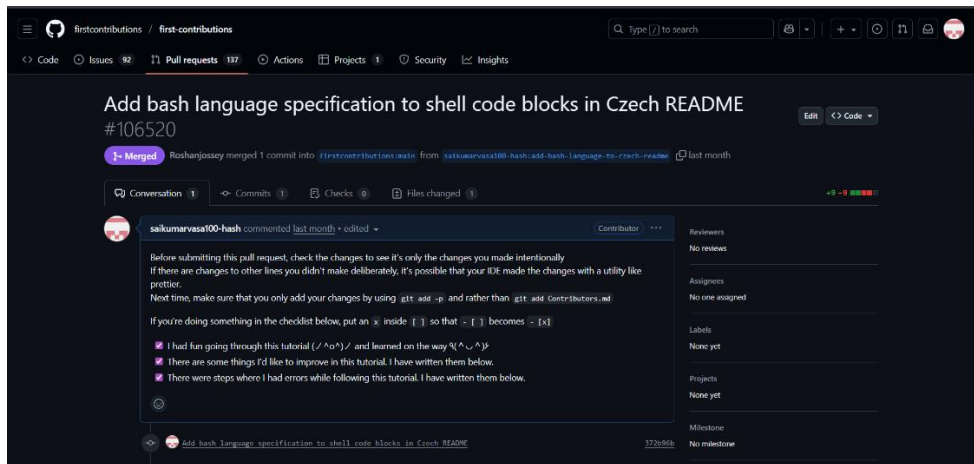 firstcontributions / first-contributions
Type / to search
Code
Issues 92
Pull requests 137
Actions
Projects 1
Security
Insights
Add bash language specification to shell code blocks in Czech README
#106520
Edit
Code
Merged Roshanjossey merged 1 commit into firstcontributions:main from saikumarvasa100-hash:add-bash-language-to-czech-readme last month
Conversation 1
Commits 1
Checks 0
Files changed 1
+9 −9
saikumarvasa100-hash commented last month • edited
Contributor
Before submitting this pull request, check the changes to see it's only the changes you made intentionally
If there are changes to other lines you didn't make deliberately, it's possible that your IDE made the changes with a utility like
prettier.
Next time, make sure that you only add your changes by using git add -p and rather than git add Contributors.md
If you're doing something in the checklist below, put an x inside [ ] so that - [ ] becomes - [x]
I had fun going through this tutorial (ノ^o^)ノ and learned on the way ٩(^ᴗ^)۶
There are some things I'd like to improve in this tutorial. I have written them below.
There were steps where I had errors while following this tutorial. I have written them below.
Add bash language specification to shell code blocks in Czech README
372b96b
Reviewers
No reviews
Assignees
No one assigned
Labels
None yet
Projects
None yet
Milestone
No milestone